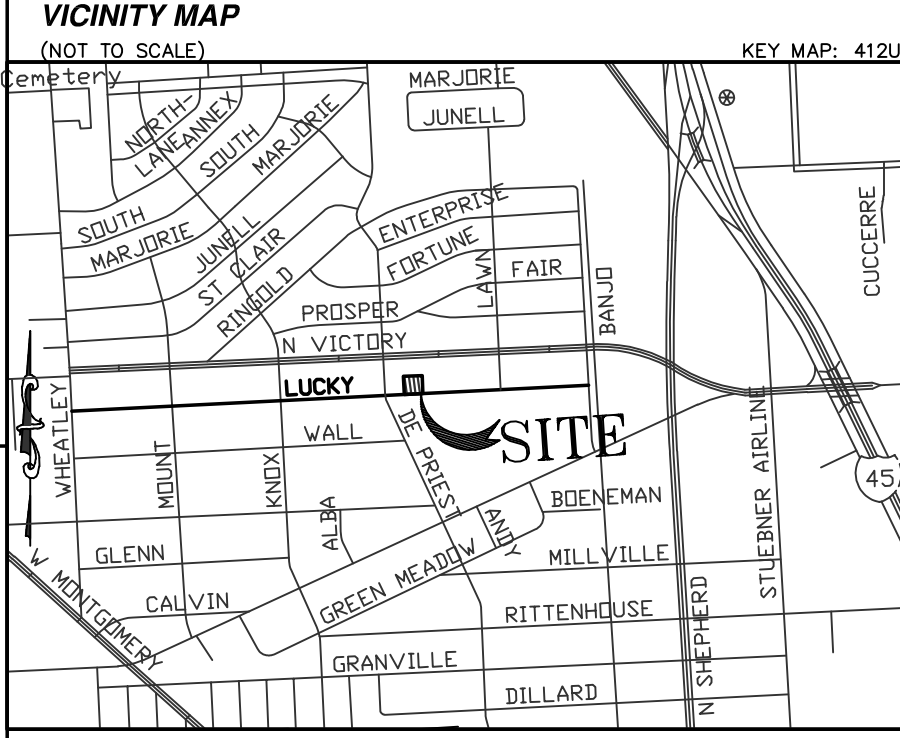 VICINITY MAP
(NOT TO SCALE)
KEY MAP: 412U
Cemetery
MARJORIE
JUNELL
NORTH-
LANE
ANNEX
SOUTH
MARJORIE
SOUTH
MARJORIE
JUNELL
ST CLAIR
RINGOLD
ENTERPRISE
FORTUNE
LAWN
FAIR
PROSPER
BANJO
CUCCERRE
N VICTORY
LUCKY
WHEATLEY
WALL
DE PRIEST
SITE
MOUNT
KNOX
ALBA
ANDY
BOENEMAN
STUEBNER AIRLINE
45
GLENN
MILLVILLE
W MONTGOMERY
CALVIN
GREEN MEADOW
RITTENHOUSE
N SHEPHERD
GRANVILLE
DILLARD